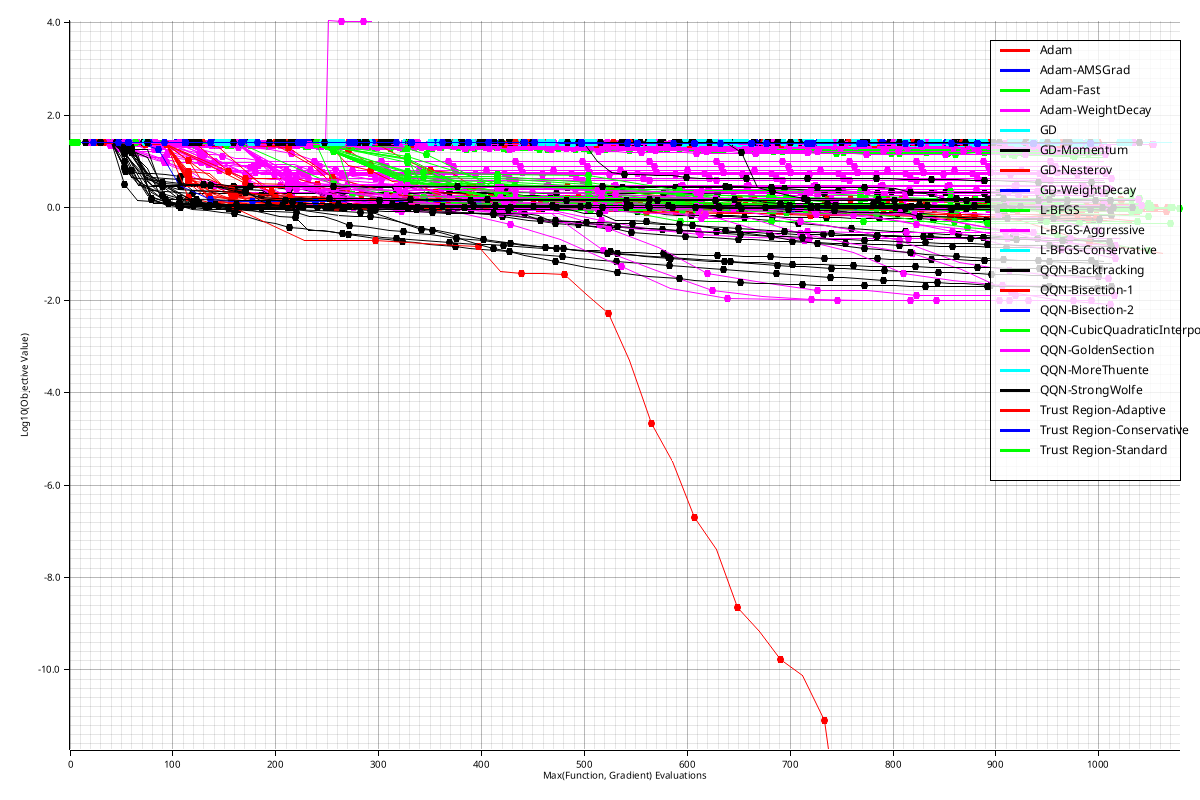 4.0
2.0
0.0
-2.0
-4.0
-6.0
-8.0
-10.0
Log10(Objective Value)
0 100 200 300 400 500 600 700 800 900 1000
Max(Function, Gradient) Evaluations
Adam
Adam-AMSGrad
Adam-Fast
Adam-WeightDecay
GD
GD-Momentum
GD-Nesterov
GD-WeightDecay
L-BFGS
L-BFGS-Aggressive
L-BFGS-Conservative
QQN-Backtracking
QQN-Bisection-1
QQN-Bisection-2
QQN-CubicQuadraticInterpo
QQN-GoldenSection
QQN-MoreThuente
QQN-StrongWolfe
Trust Region-Adaptive
Trust Region-Conservative
Trust Region-Standard